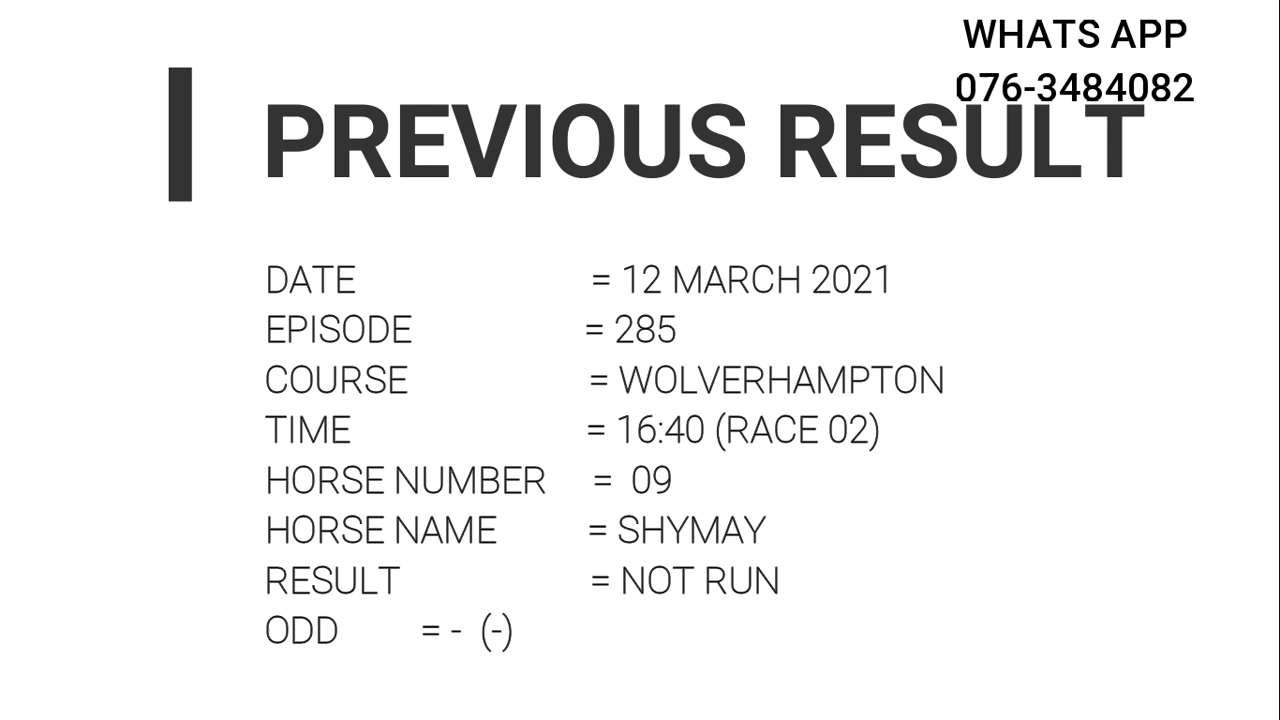 WHATS APP
076-3484082
PREVIOUS RESULT
DATE = 12 MARCH 2021
EPISODE = 285
COURSE = WOLVERHAMPTON
TIME = 16:40 (RACE 02)
HORSE NUMBER = 09
HORSE NAME = SHYMAY
RESULT = NOT RUN
ODD = - (-)